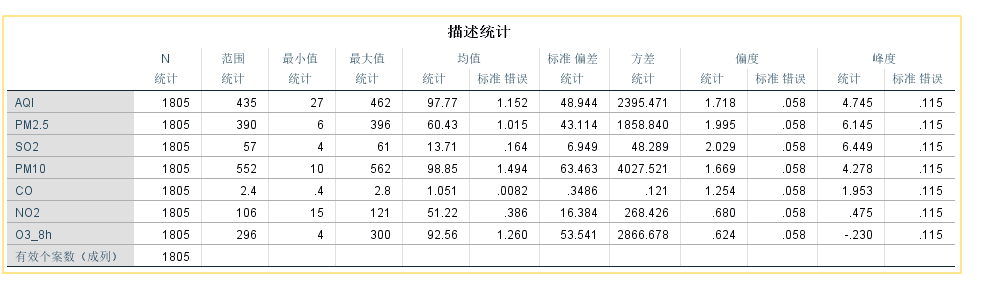 描述统计
N 范围 最小值 最大值 均值 标准 偏差 方差 偏度 峰度
统计 统计 统计 统计 统计 标准 错误 统计 统计 统计 标准 错误 统计 标准 错误
AQI 1805 435 27 462 97.77 1.152 48.944 2395.471 1.718 .058 4.745 .115
PM2.5 1805 390 6 396 60.43 1.015 43.114 1858.840 1.995 .058 6.145 .115
SO2 1805 57 4 61 13.71 .164 6.949 48.289 2.029 .058 6.449 .115
PM10 1805 552 10 562 98.85 1.494 63.463 4027.521 1.669 .058 4.278 .115
CO 1805 2.4 .4 2.8 1.051 .0082 .3486 .121 1.254 .058 1.953 .115
NO2 1805 106 15 121 51.22 .386 16.384 268.426 .680 .058 .475 .115
O3_8h 1805 296 4 300 92.56 1.260 53.541 2866.678 .624 .058 -.230 .115
有效个案数（成列） 1805